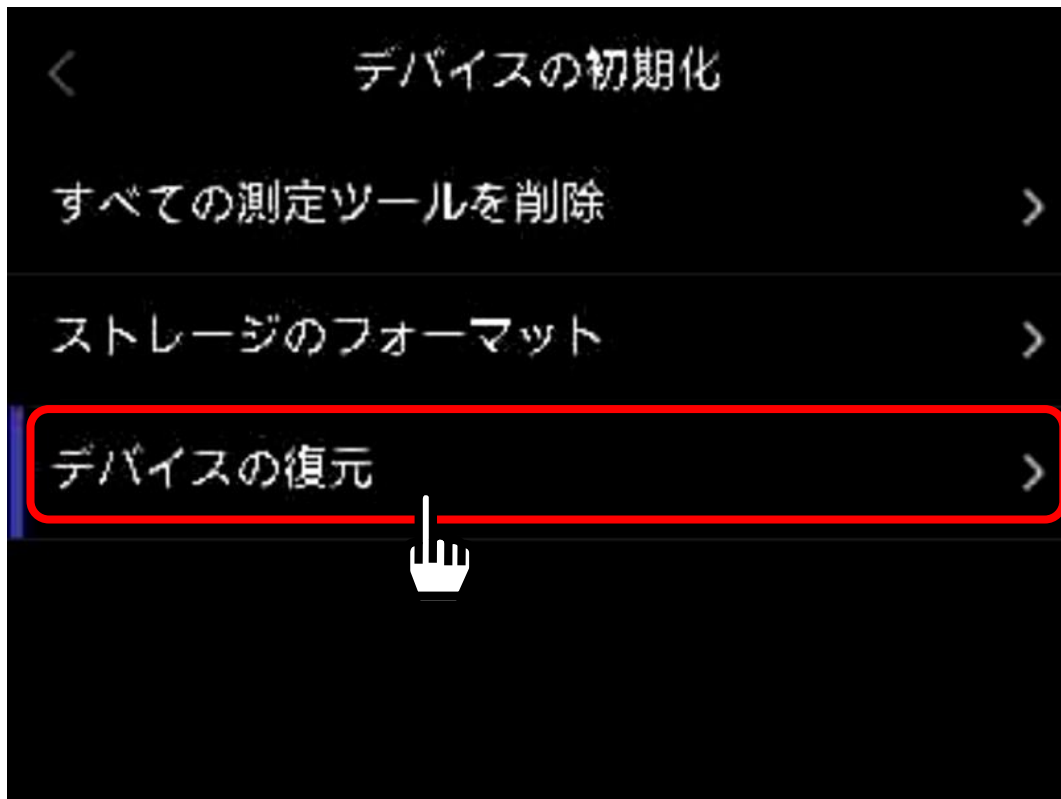 デバイスの初期化
すべての測定ツールを削除
ストレージのフォーマット
デバイスの復元